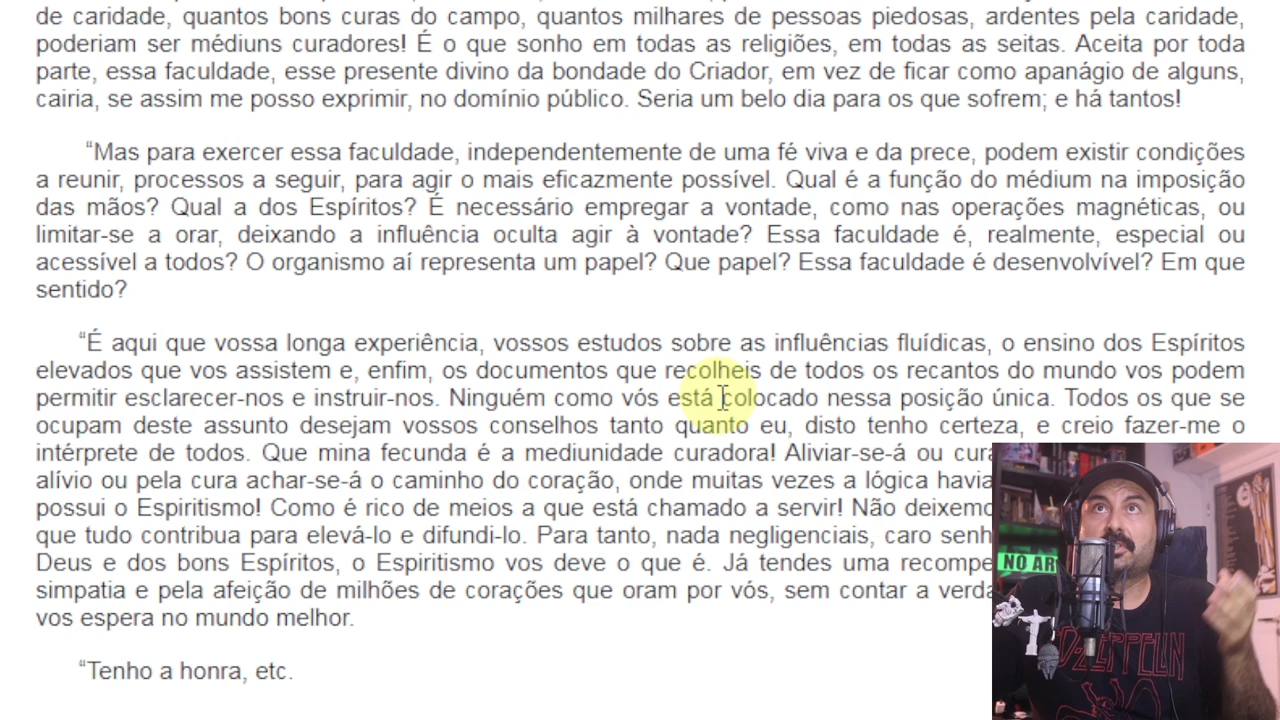 de caridade, quantos bons curas do campo, quantos milhares de pessoas piedosas, ardentes pela caridade,
poderiam ser médiuns curadores! É o que sonho em todas as religiões, em todas as seitas. Aceita por toda
parte, essa faculdade, esse presente divino da bondade do Criador, em vez de ficar como apanágio de alguns,
cairia, se assim me posso exprimir, no domínio público. Seria um belo dia para os que sofrem; e há tantos!
“Mas para exercer essa faculdade, independentemente de uma fé viva e da prece, podem existir condições
a reunir, processos a seguir, para agir o mais eficazmente possível. Qual é a função do médium na imposição
das mãos? Qual a dos Espíritos? É necessário empregar a vontade, como nas operações magnéticas, ou
limitar-se a orar, deixando a influência oculta agir à vontade? Essa faculdade é, realmente, especial ou
acessível a todos? O organismo aí representa um papel? Que papel? Essa faculdade é desenvolvível? Em que
sentido?
“É aqui que vossa longa experiência, vossos estudos sobre as influências fluídicas, o ensino dos Espíritos
elevados que vos assistem e, enfim, os documentos que recolheis de todos os recantos do mundo vos podem
permitir esclarecer-nos e instruir-nos. Ninguém como vós está colocado nessa posição única. Todos os que se
ocupam deste assunto desejam vossos conselhos tanto quanto eu, disto tenho certeza, e creio fazer-me o
intérprete de todos. Que mina fecunda é a mediunidade curadora! Aliviar-se-á ou
alívio ou pela cura achar-se-á o caminho do coração, onde muitas vezes a lógica
possui o Espiritismo! Como é rico de meios a que está chamado a servir! Não
que tudo contribua para elevá-lo e difundi-lo. Para tanto, nada negligenciais, caro
Deus e dos bons Espíritos, o Espiritismo vos deve o que é. Já tendes uma
simpatia e pela afeição de milhões de corações que oram por vós, sem contar a
vos espera no mundo melhor.
“Tenho a honra, etc.
NO